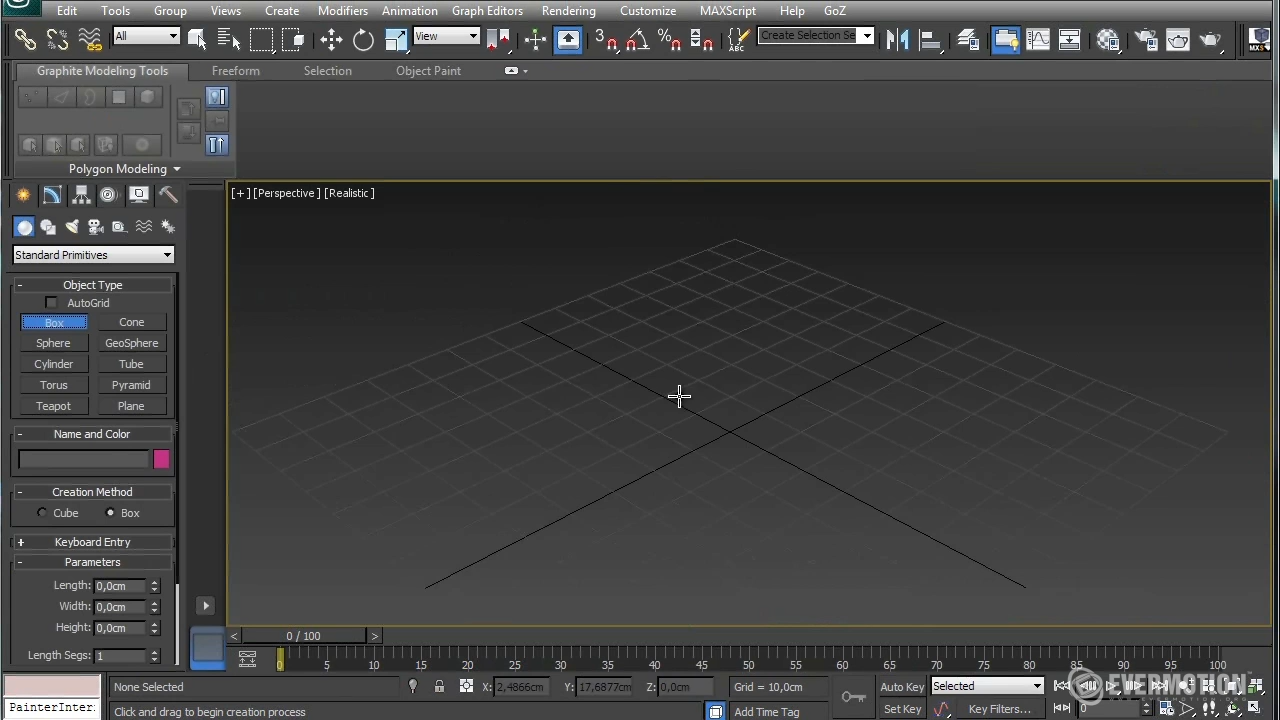 Edit Tools Group Views Create Modifiers Animation Graph Editors Rendering Customize MAXScript Help GoZ
All View 3 % ABC Create Selection Se MXS
Graphite Modeling Tools Freeform Selection Object Paint
Polygon Modeling
[+] [Perspective] [Realistic]
Standard Primitives
- Object Type
AutoGrid
Box Cone
Sphere GeoSphere
Cylinder Tube
Torus Pyramid
Teapot Plane
- Name and Color
- Creation Method
Cube Box
+ Keyboard Entry
- Parameters
Length: 0,0cm
Width: 0,0cm
Height: 0,0cm
Length Segs: 1
< 0 / 100 >
0 5 10 15 20 25 30 35 40 45 50 55 60 65 70 75 80 85 90 95 100
None Selected X: 2,4866cm Y: 17,6877cm Z: 0,0cm Grid = 10,0cm Auto Key Selected
EVERMOTION
PainterInter: Click and drag to begin creation process Add Time Tag Set Key Key Filters... 0